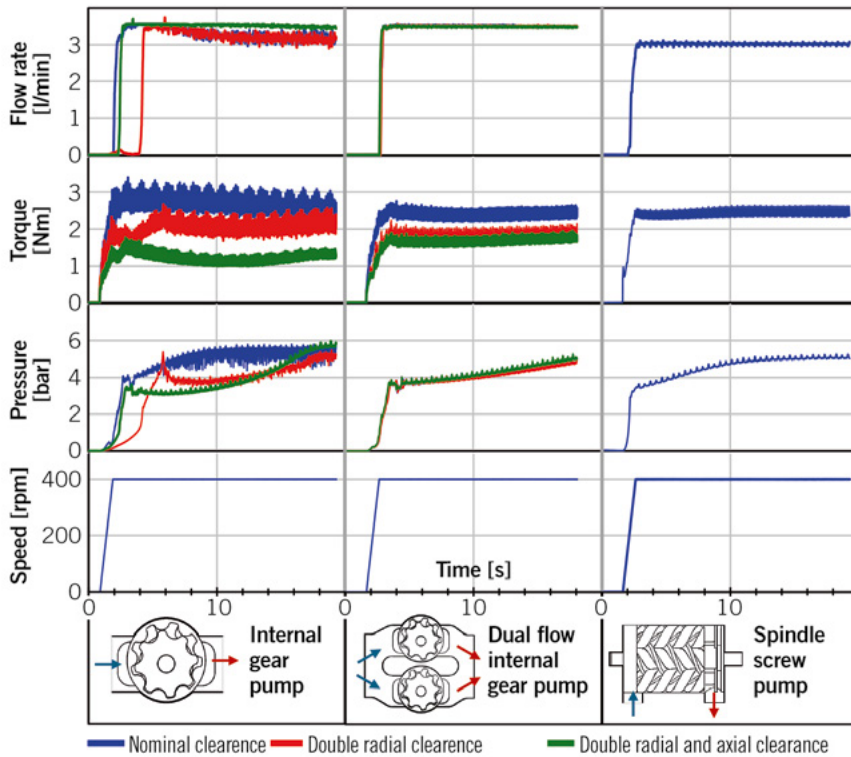 Flow rate
[l/min]
3
2
1
0
Torque
[Nm]
3
2
1
0
Pressure
[bar]
6
4
2
0
Speed [rpm]
400
200
0
Time [s]
0 10 0 10 0 10
Internal
gear
pump
Dual flow
internal
gear pump
Spindle
screw
pump
Nominal clearence Double radial clearence Double radial and axial clearance